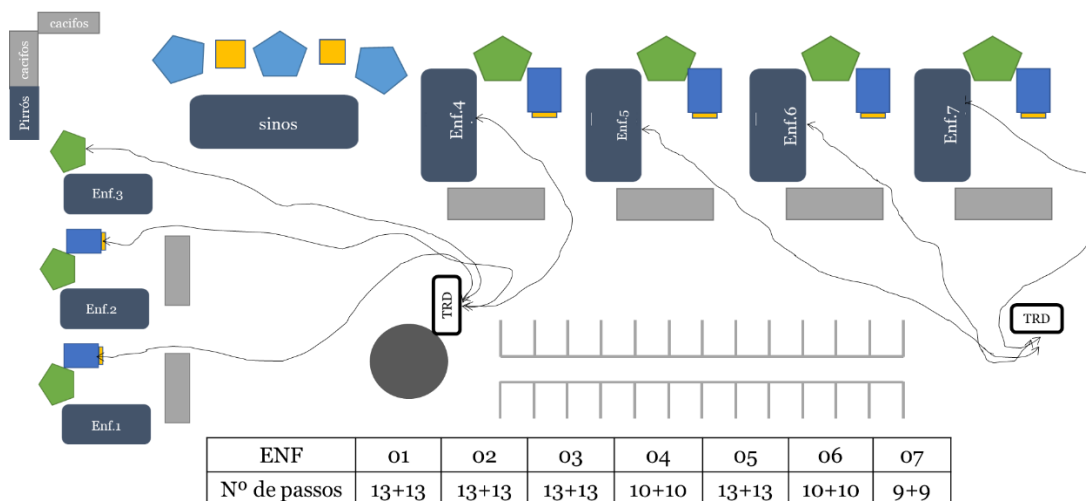 cacifos
cacifos
Pirrós
sinos
Enf.4
Enf.5
Enf.6
Enf.7
Enf.3
Enf.2
Enf.1
TRD
TRD
ENF 01 02 03 04 05 06 07
Nº de passos 13+13 13+13 13+13 10+10 13+13 10+10 9+9